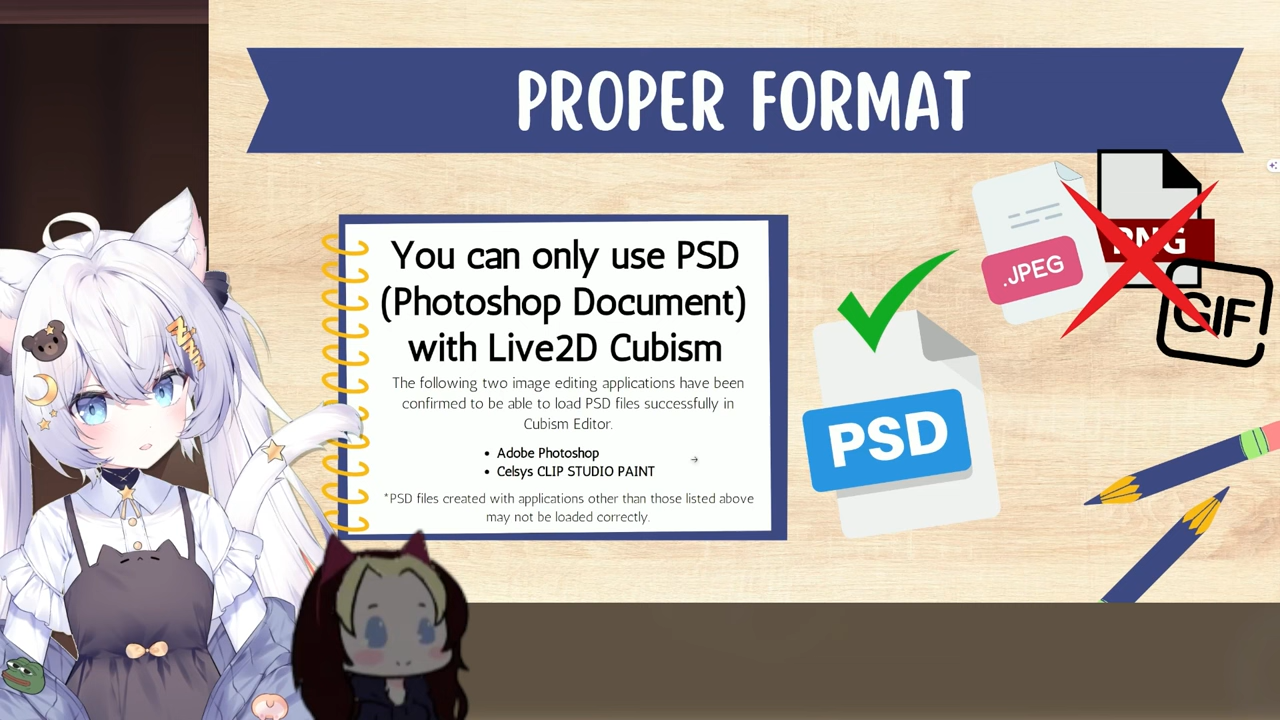 PROPER FORMAT
You can only use PSD
(Photoshop Document)
with Live2D Cubism
The following two image editing applications have been
confirmed to be able to load PSD files successfully in
Cubism Editor.
• Adobe Photoshop
• Celsys CLIP STUDIO PAINT
*PSD files created with applications other than those listed above
may not be loaded correctly.
.JPEG
PNG
GIF
PSD